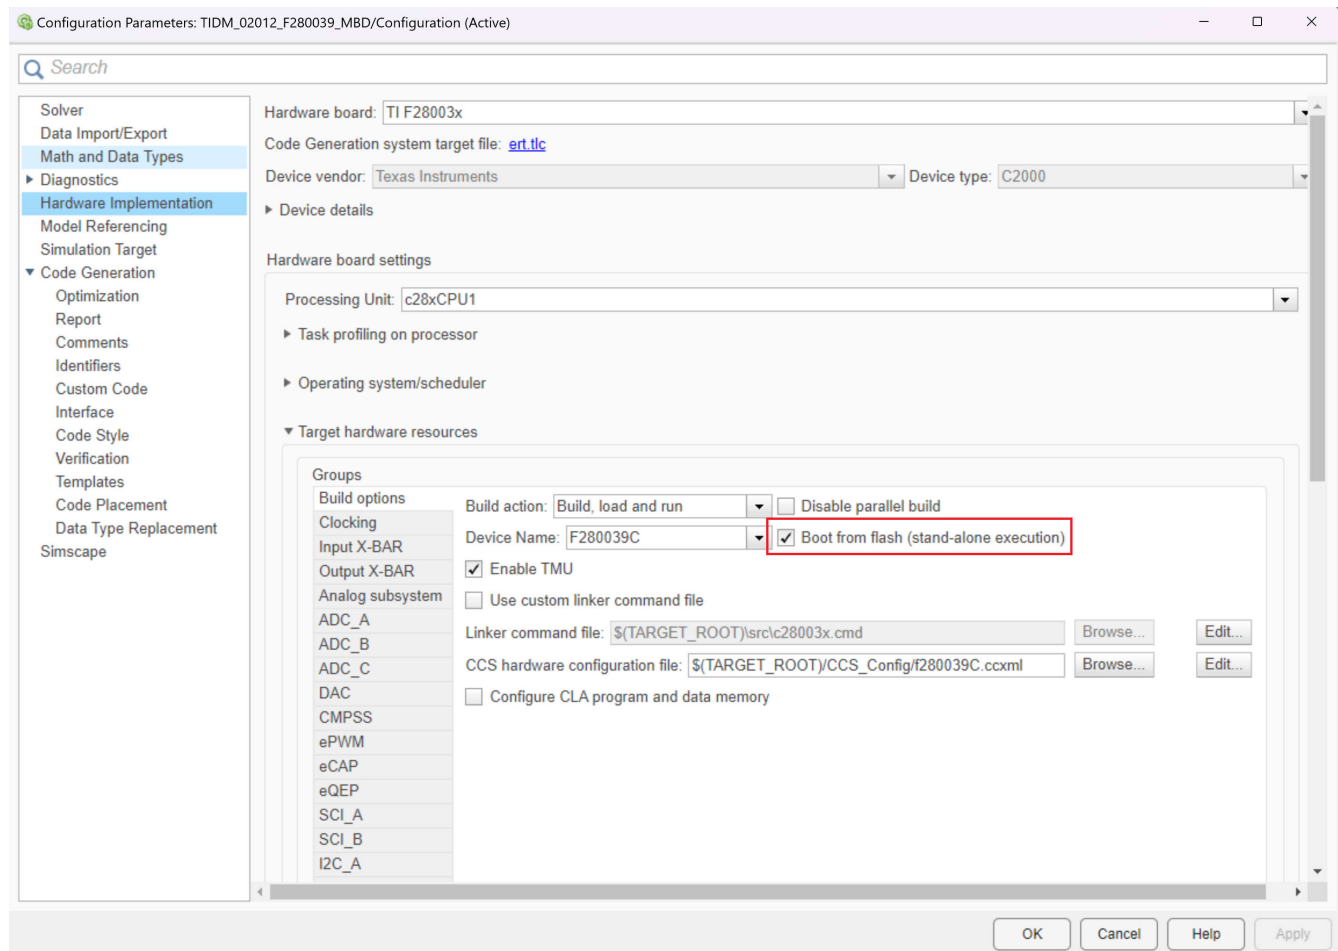 Configuration Parameters: TIDM_02012_F280039_MBD/Configuration (Active)
Search
Solver
Data Import/Export
Math and Data Types
Diagnostics
Hardware Implementation
Model Referencing
Simulation Target
Code Generation
Optimization
Report
Comments
Identifiers
Custom Code
Interface
Code Style
Verification
Templates
Code Placement
Data Type Replacement
Simscape
Hardware board: TI F28003x
Code Generation system target file: ert.tlc
Device vendor: Texas Instruments Device type: C2000
Device details
Hardware board settings
Processing Unit: c28xCPU1
Task profiling on processor
Operating system/scheduler
Target hardware resources
Groups
Build options
Clocking
Input X-BAR
Output X-BAR
Analog subsystem
ADC_A
ADC_B
ADC_C
DAC
CMPSS
ePWM
eCAP
eQEP
SCI_A
SCI_B
I2C_A
Build action: Build, load and run Disable parallel build
Device Name: F280039C Boot from flash (stand-alone execution)
Enable TMU
Use custom linker command file
Linker command file: $(TARGET_ROOT)\src\c28003x.cmd Browse... Edit...
CCS hardware configuration file: $(TARGET_ROOT)/CCS_Config/f280039C.ccxml Browse... Edit...
Configure CLA program and data memory
OK Cancel Help Apply